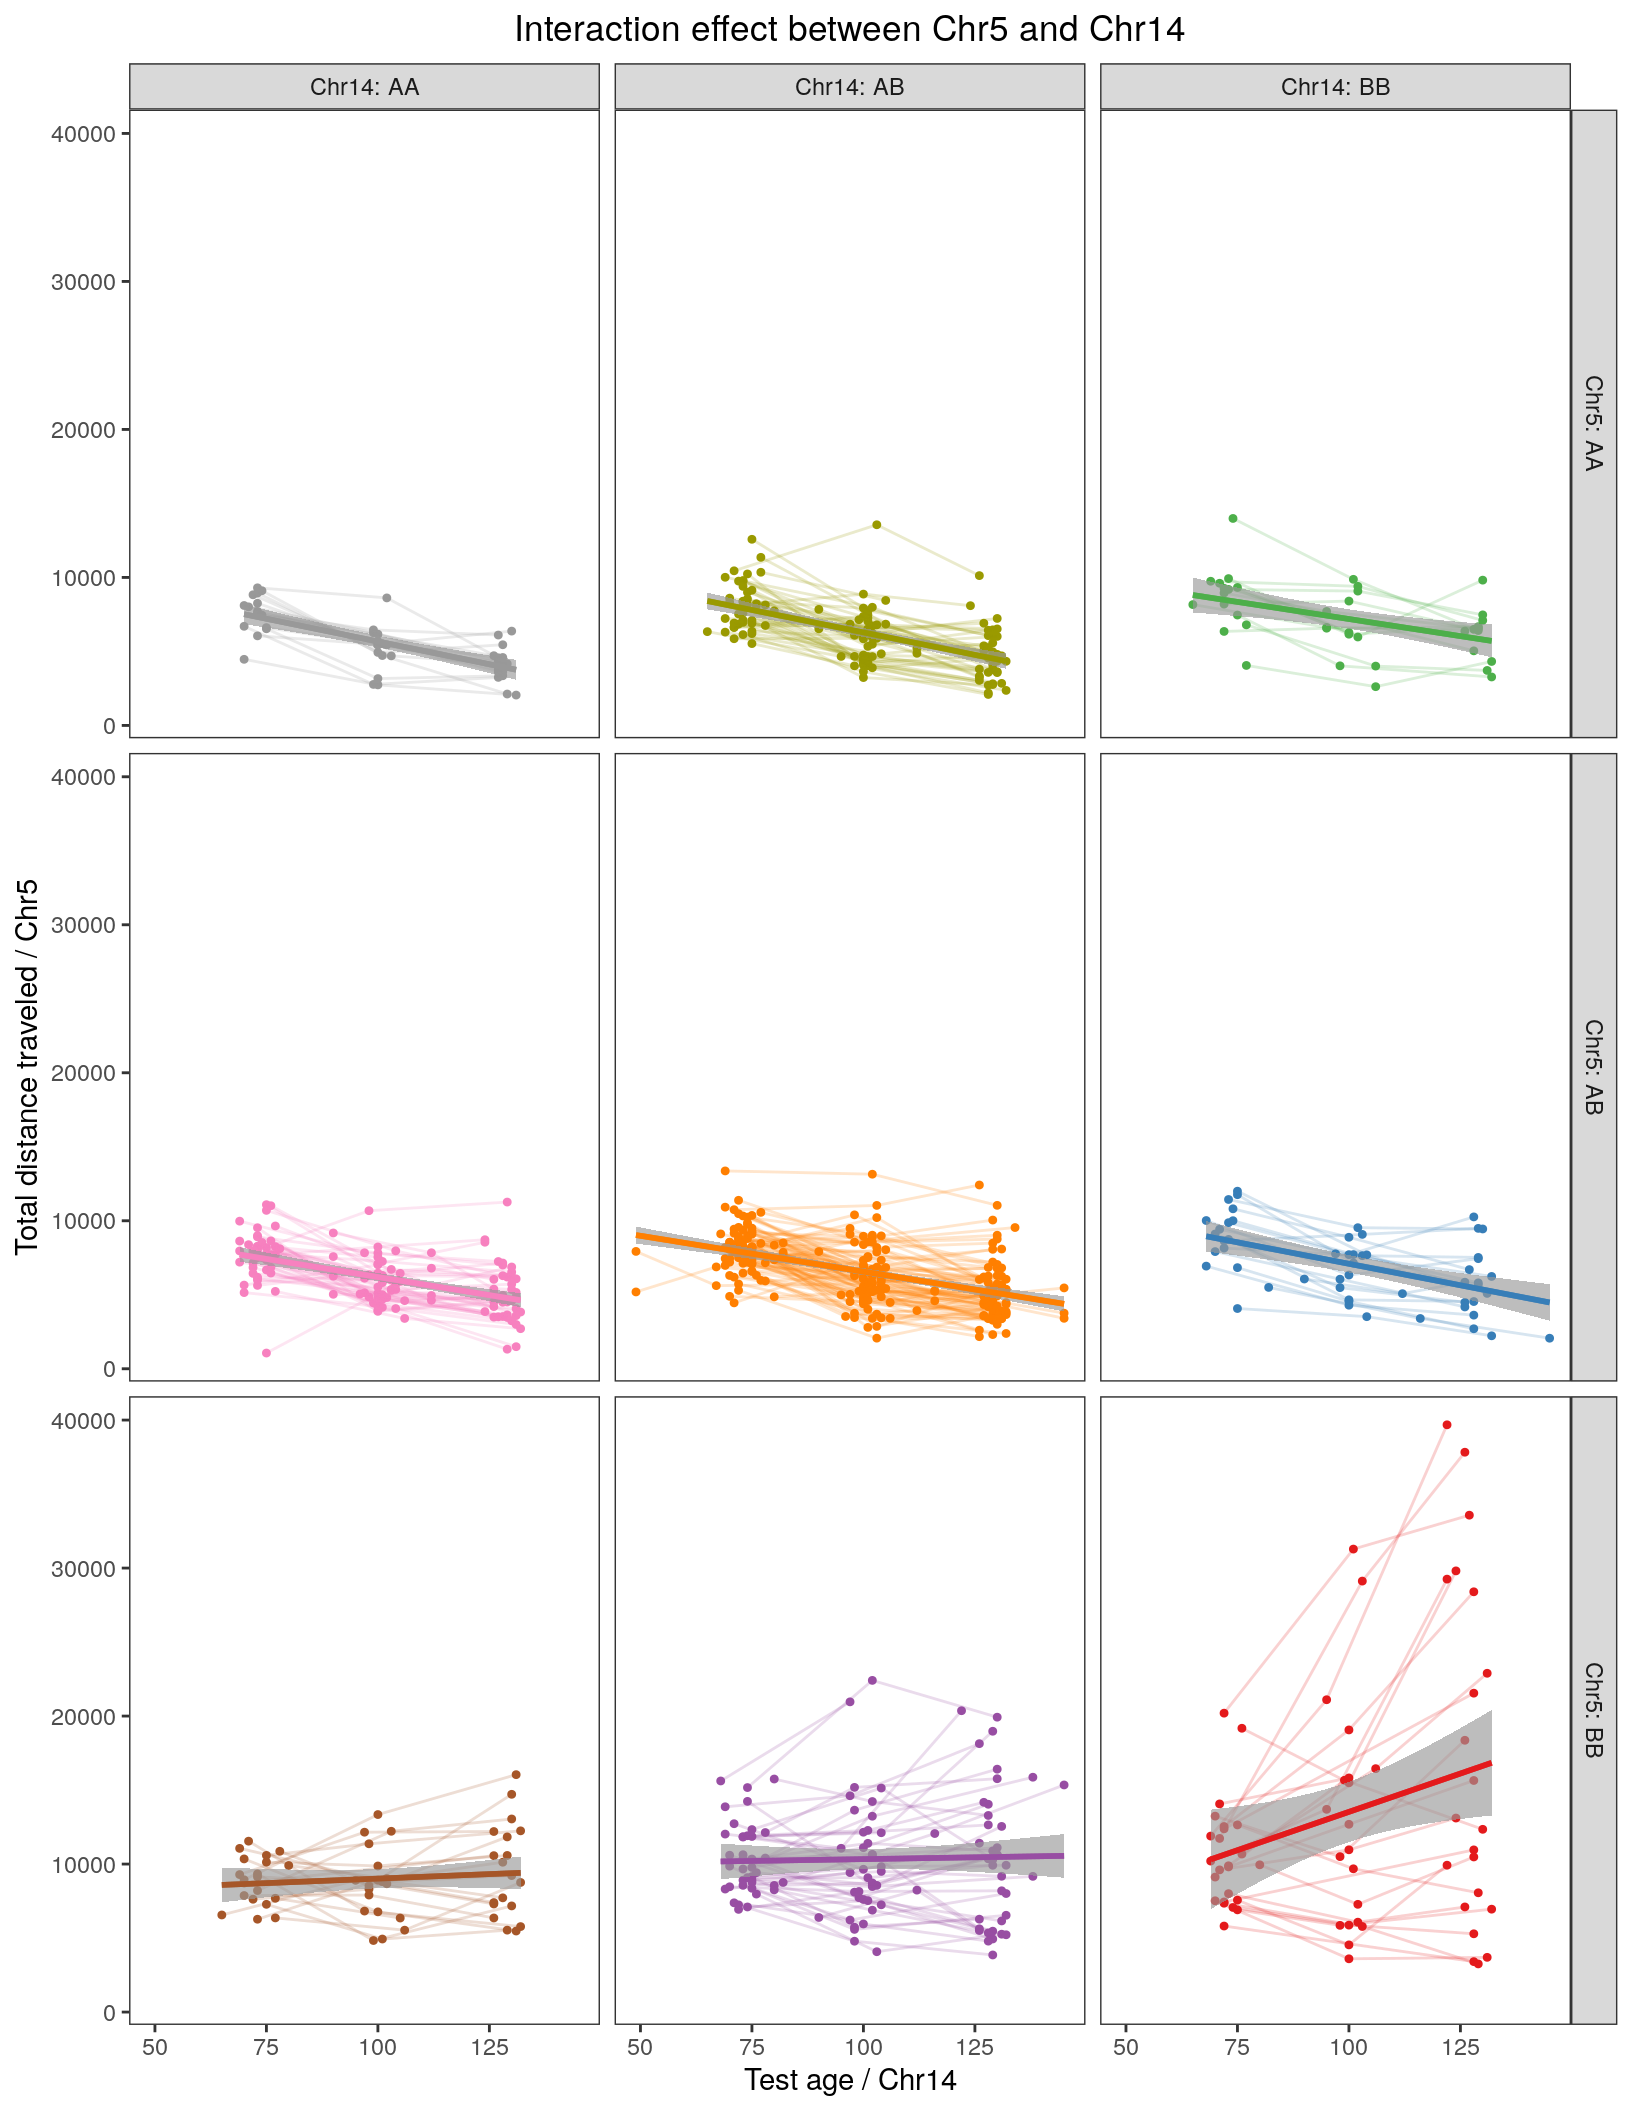 Interaction effect between Chr5 and Chr14
Chr14: AA
Chr14: AB
Chr14: BB
40000
30000
20000
10000
0
Chr5: AA
40000
30000
20000
10000
0
Chr5: AB
40000
30000
20000
10000
0
Chr5: BB
Total distance traveled / Chr5
50 75 100 125
50 75 100 125
50 75 100 125
Test age / Chr14